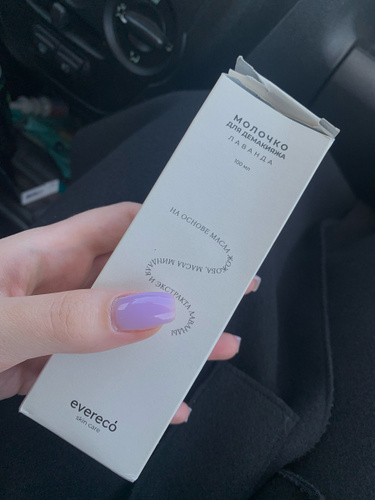 МОЛОЧКО
ДЛЯ ДЕМАКИЯЖА
ЛАВАНДА
100 мл
НА ОСНОВЕ МАСЛА ЖОЖОБА, МАСЛА МИНДАЛЯ И ЭКСТРАКТА ЛАВАНДЫ
evereco
skin care